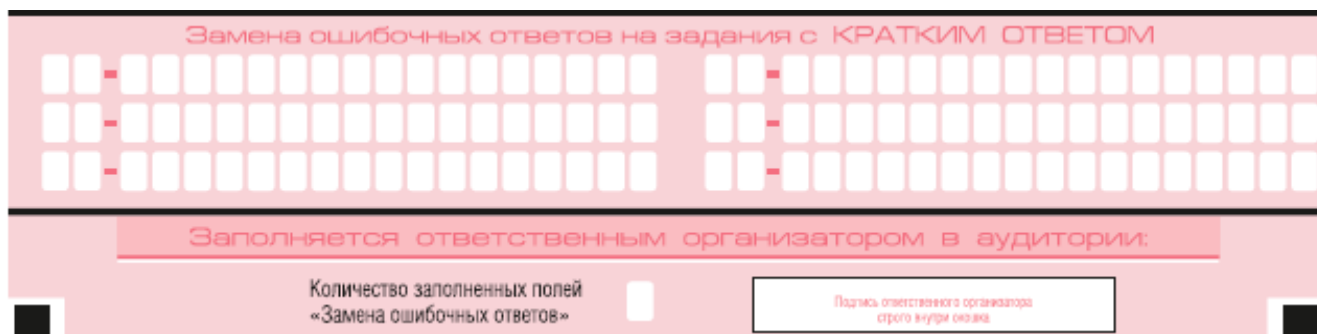 Замена ошибочных ответов на задания с КРАТКИМ ОТВЕТОМ
Заполняется ответственным организатором в аудитории:
Количество заполненных полей
«Замена ошибочных ответов»
Подпись ответственного организатора
строго внутри окошка